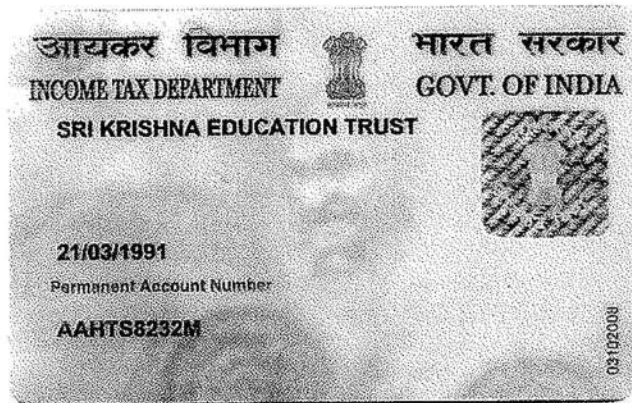 आयकर विभाग
INCOME TAX DEPARTMENT
भारत सरकार
GOVT. OF INDIA
SRI KRISHNA EDUCATION TRUST
21/03/1991
Permanent Account Number
AAHTS8232M
03102008